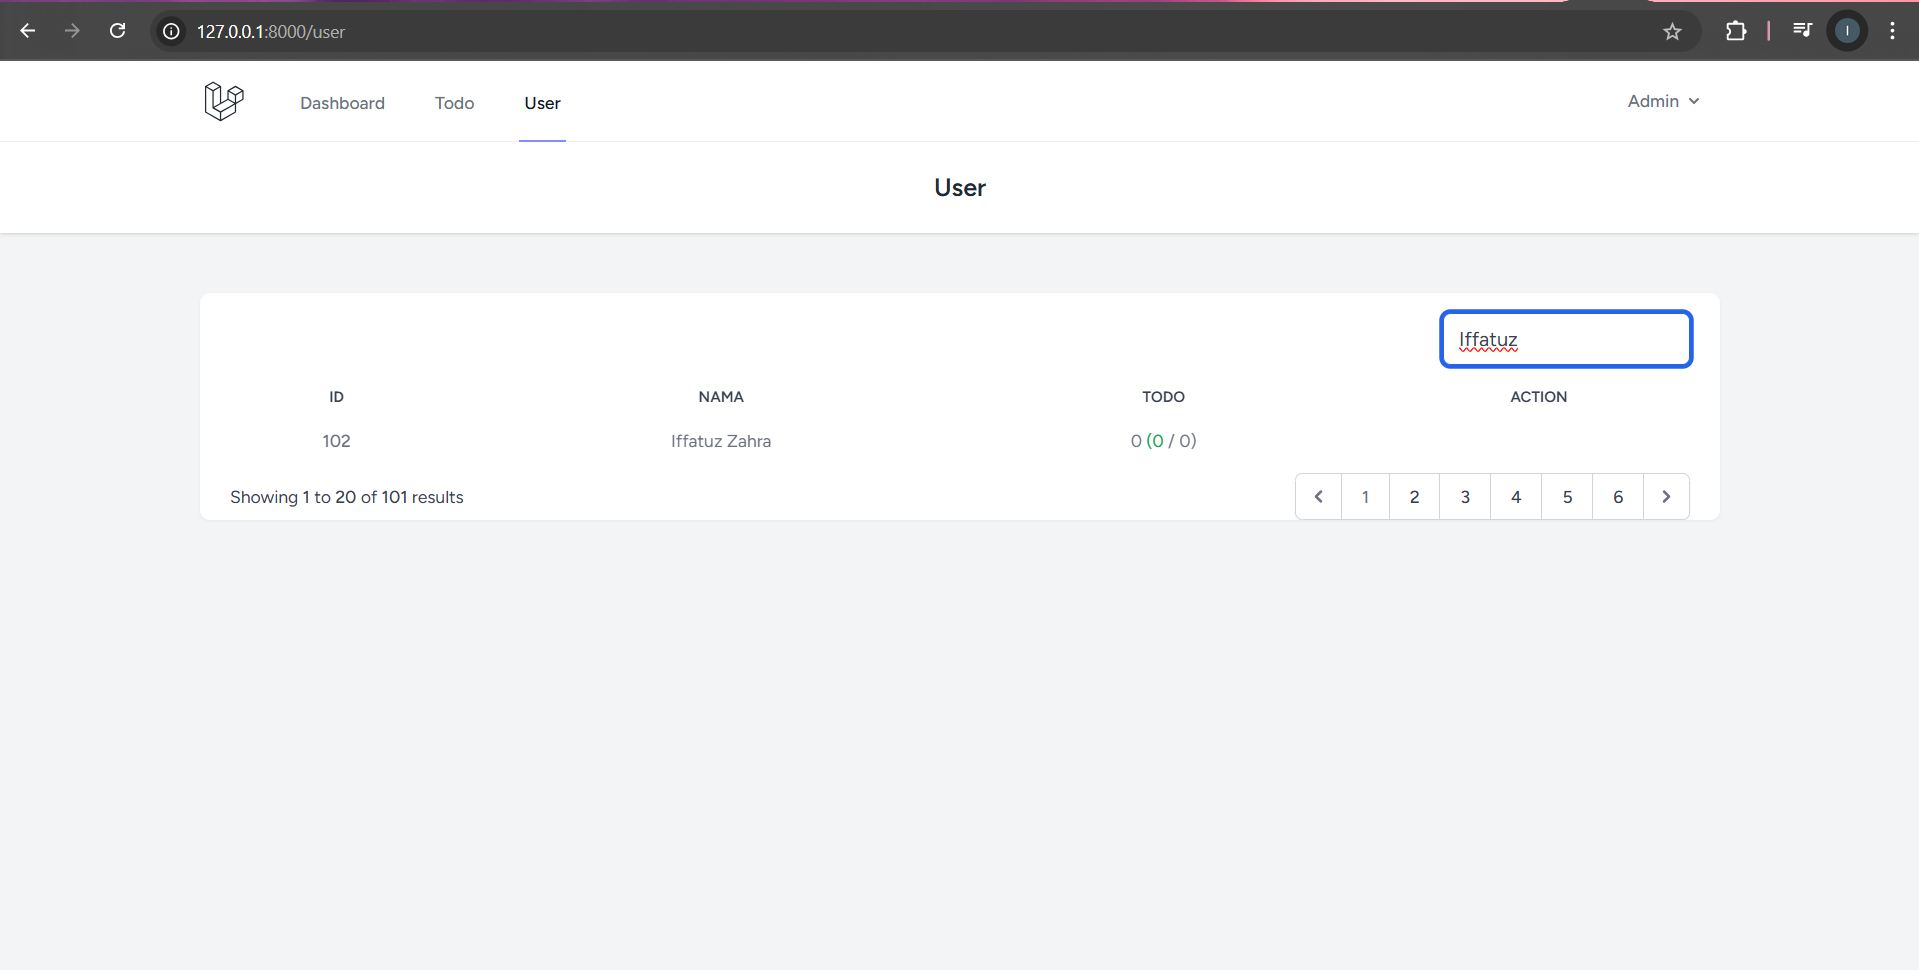 127.0.0.1:8000/user
I
Dashboard Todo User Admin
User
Iffatuz
ID NAMA TODO ACTION
102 Iffatuz Zahra 0 (0 / 0)
Showing 1 to 20 of 101 results 1 2 3 4 5 6